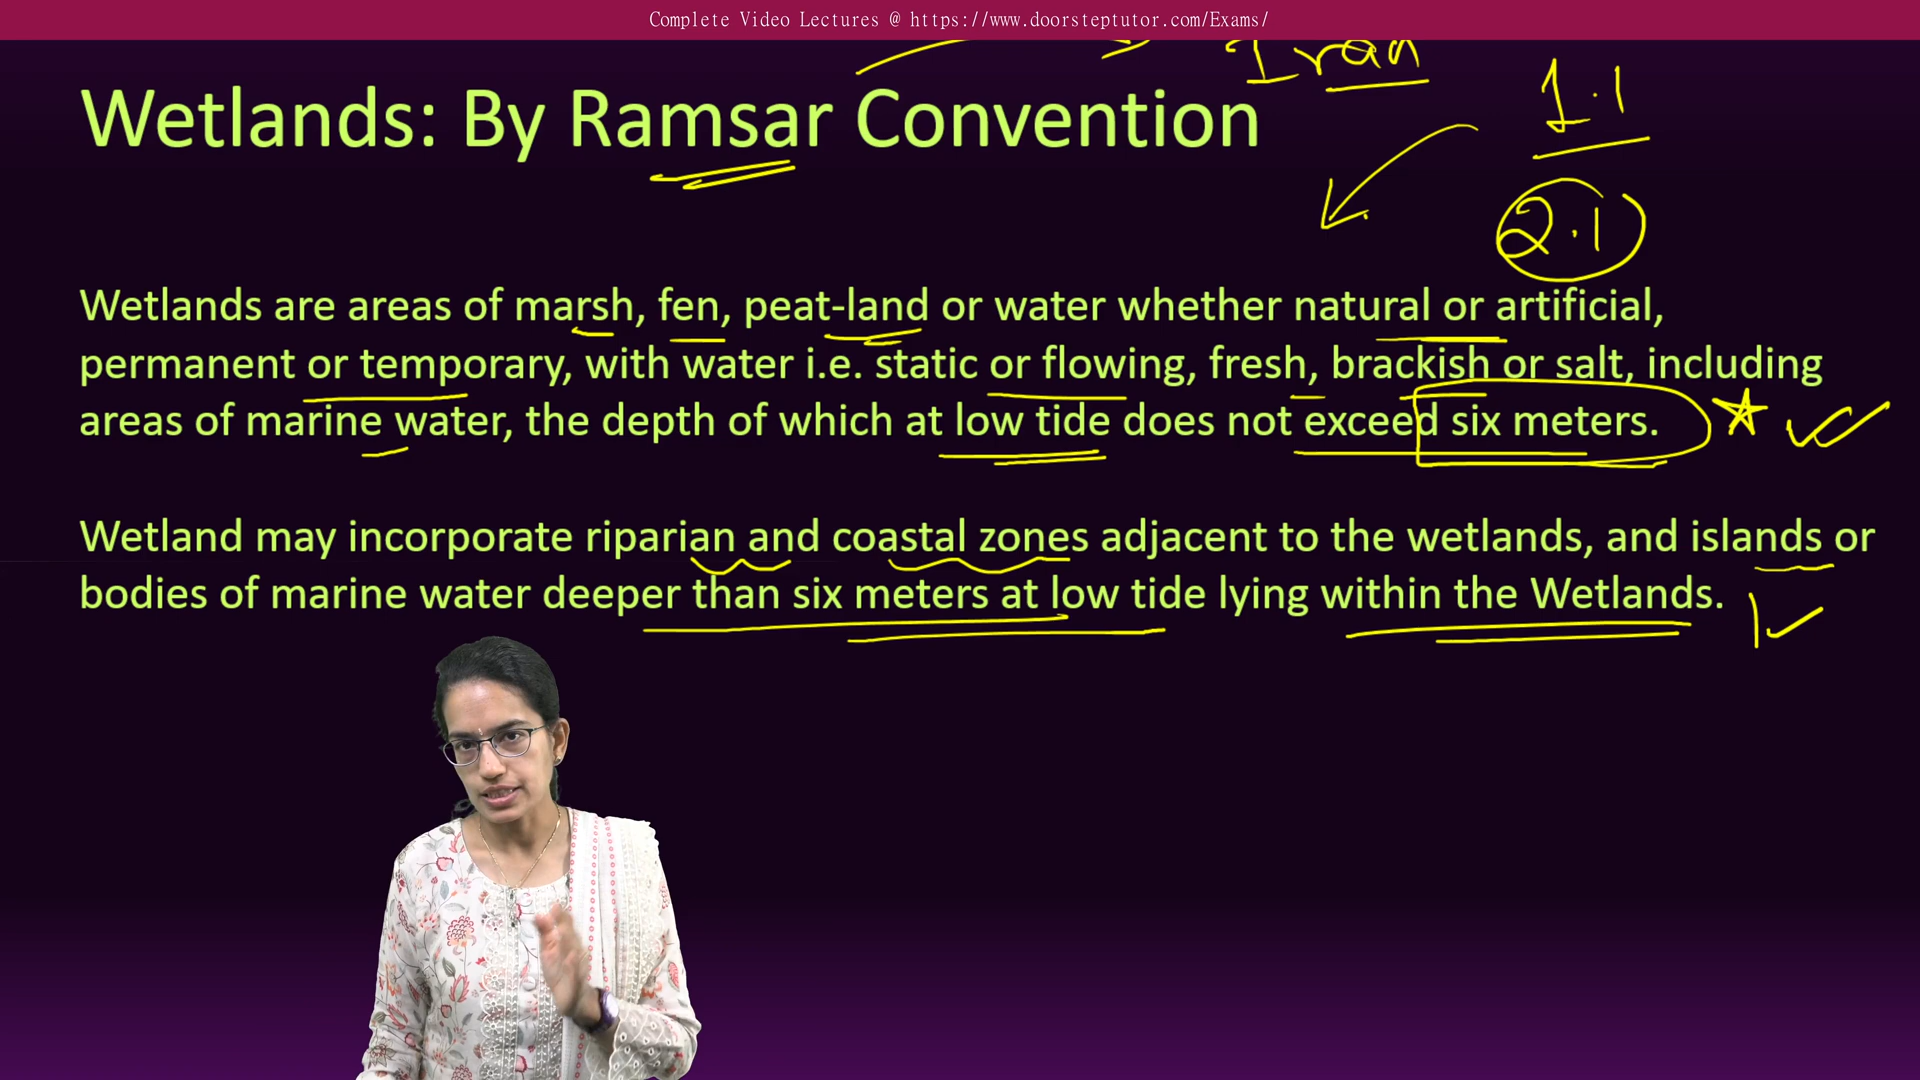 Complete Video Lectures @ https://www.doorsteptutor.com/Exams/
Iran
Wetlands: By Ramsar Convention
1.1
2.1
Wetlands are areas of marsh, fen, peat-land or water whether natural or artificial,
permanent or temporary, with water i.e. static or flowing, fresh, brackish or salt, including
areas of marine water, the depth of which at low tide does not exceed six meters.
Wetland may incorporate riparian and coastal zones adjacent to the wetlands, and islands or
bodies of marine water deeper than six meters at low tide lying within the Wetlands.